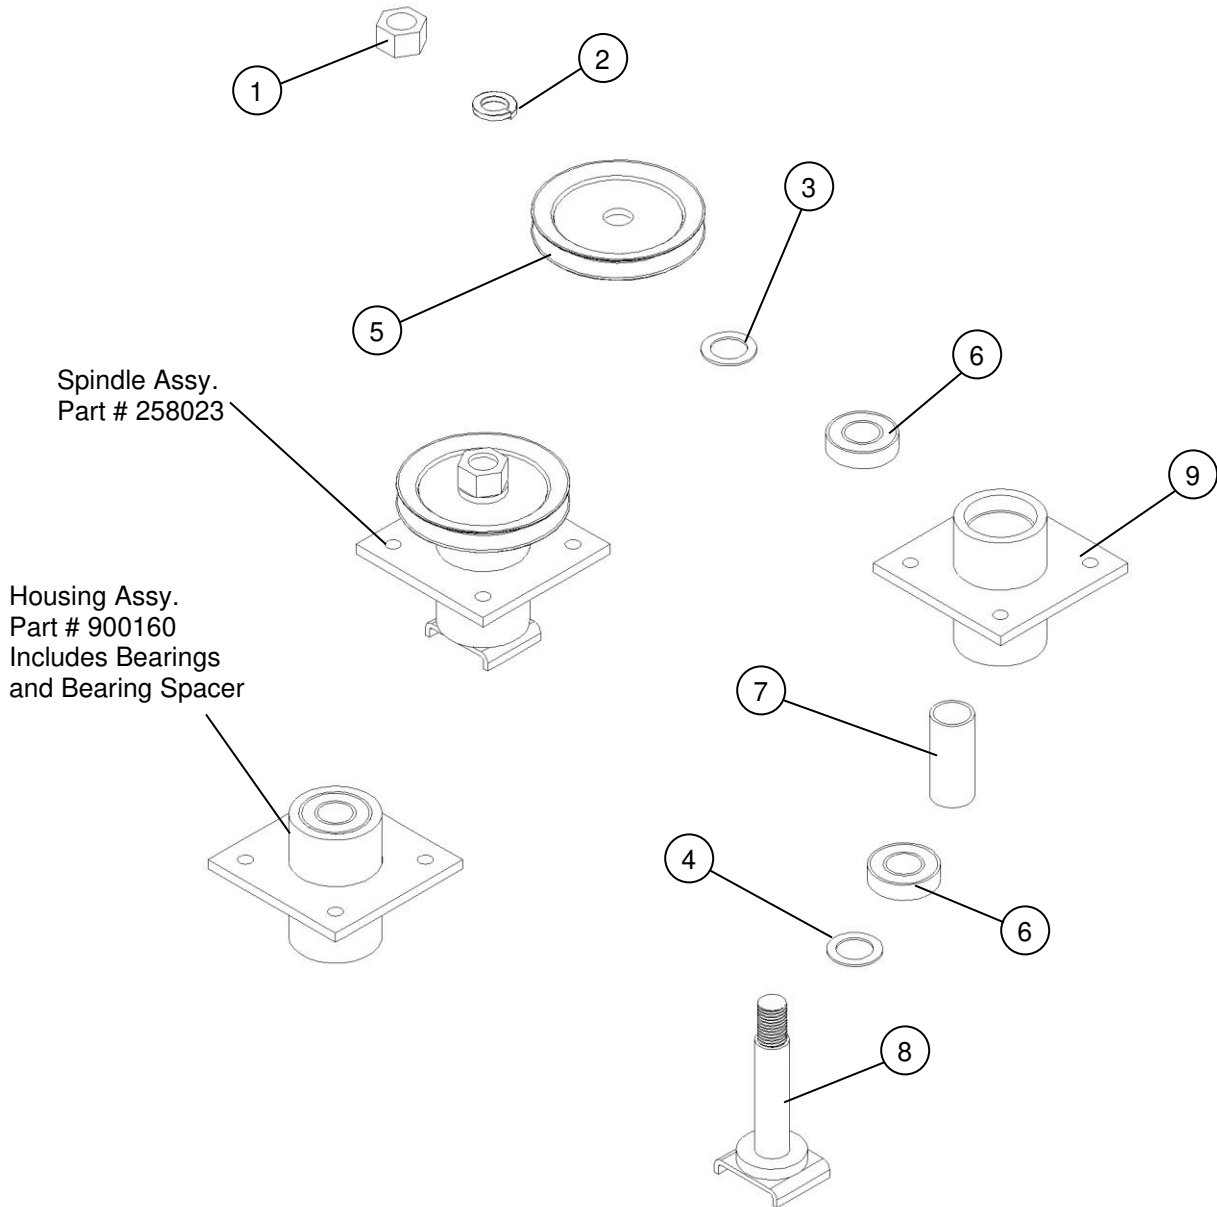 1
2
3
5
6
Spindle Assy.
Part # 258023
9
Housing Assy.
Part # 900160
Includes Bearings
and Bearing Spacer
7
4
6
8